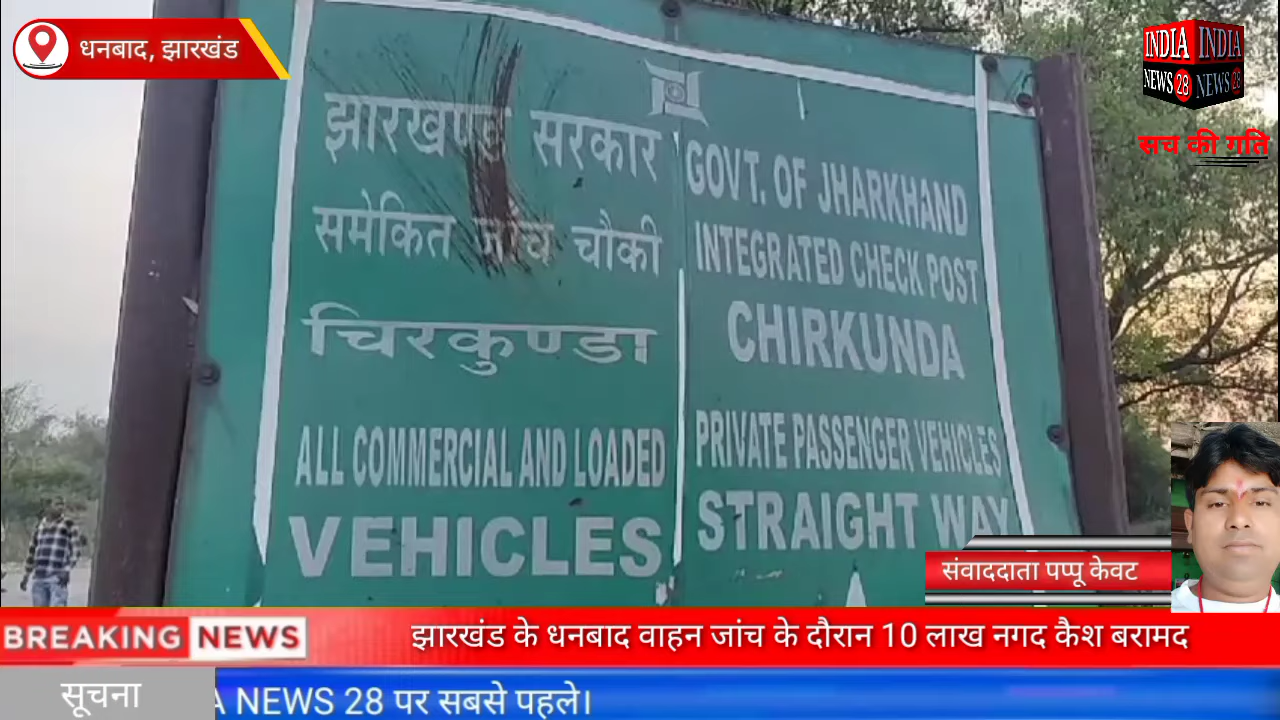 धनबाद, झारखंड
INDIA INDIA
NEWS 28 NEWS 28
सच की गति
झारखण्ड सरकार
समेकित जांच चौकी
चिरकुण्डा
ALL COMMERCIAL AND LOADED
VEHICLES
GOVT. OF JHARKHAND
INTEGRATED CHECK POST
CHIRKUNDA
PRIVATE PASSENGER VEHICLES
STRAIGHT WAY
संवाददाता पप्पू केवट
BREAKING NEWS
झारखंड के धनबाद वाहन जांच के दौरान 10 लाख नगद कैश बरामद
सूचना
A NEWS 28 पर सबसे पहले।